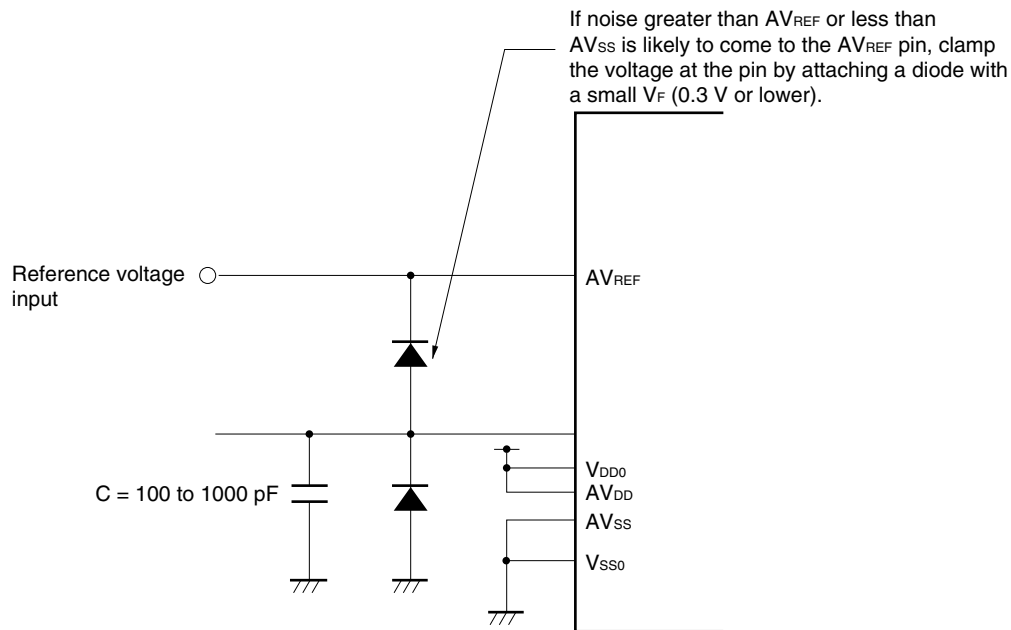 If noise greater than AVREF or less than
AVSS is likely to come to the AVREF pin, clamp
the voltage at the pin by attaching a diode with
a small VF (0.3 V or lower).
Reference voltage
input
AVREF
C = 100 to 1000 pF
VDD0
AVDD
AVSS
VSS0